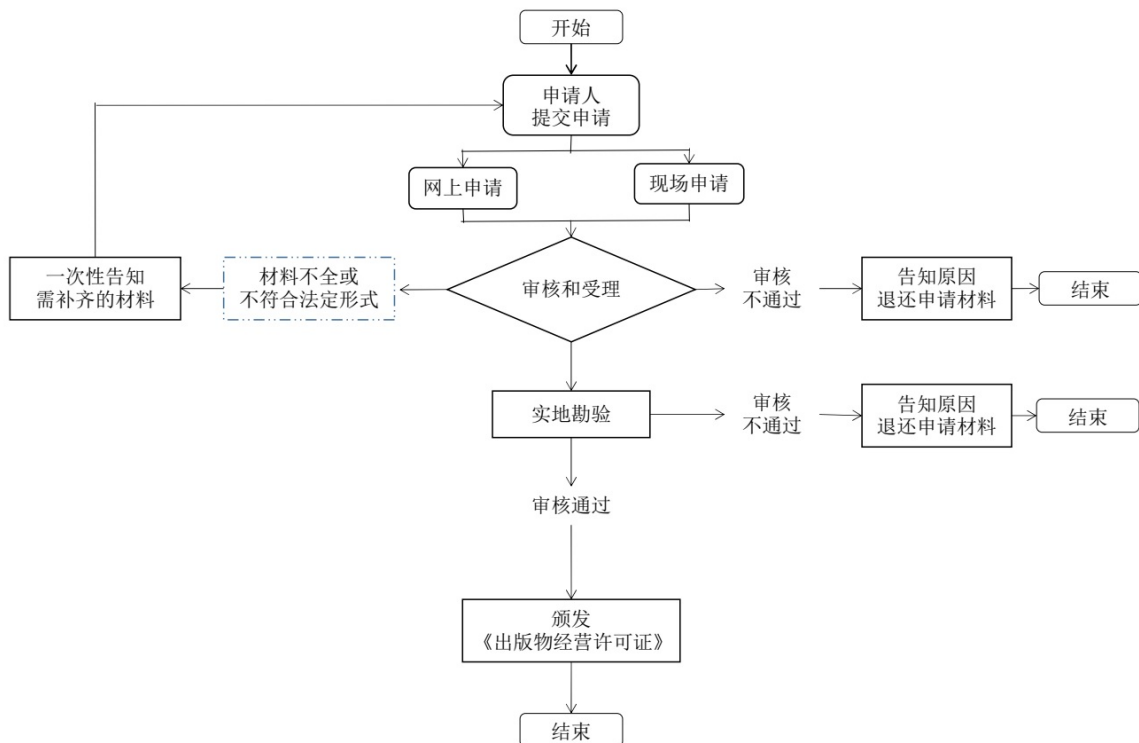 开始
申请人
提交申请
网上申请
现场申请
一次性告知
需补齐的材料
材料不全或
不符合法定形式
审核和受理
审核
不通过
告知原因
退还申请材料
结束
实地勘验
审核
不通过
告知原因
退还申请材料
结束
审核通过
颁发
《出版物经营许可证》
结束